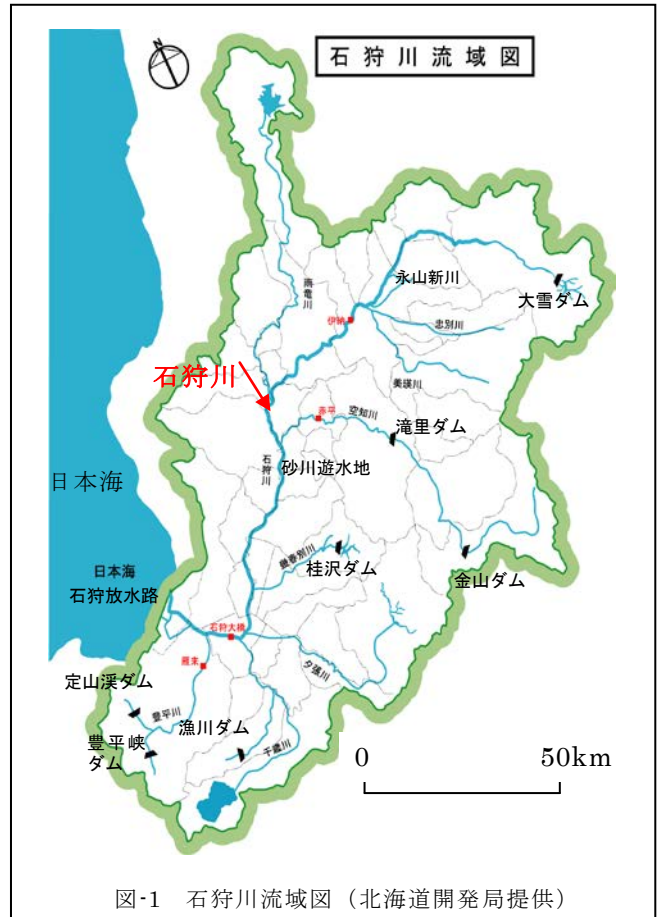 石狩川流域図
N
雨竜川
永山新川
大雪ダム
伊納
忠別川
石狩川
美瑛川
赤平
空知川
滝里ダム
日本海
石狩川
砂川遊水地
幾春別川
桂沢ダム
金山ダム
日本海
石狩放水路
石狩大橋
雁来
夕張川
定山渓ダム
豊平川
漁川ダム
豊平峡
ダム
千歳川
0 50km
図-1 石狩川流域図(北海道開発局提供)